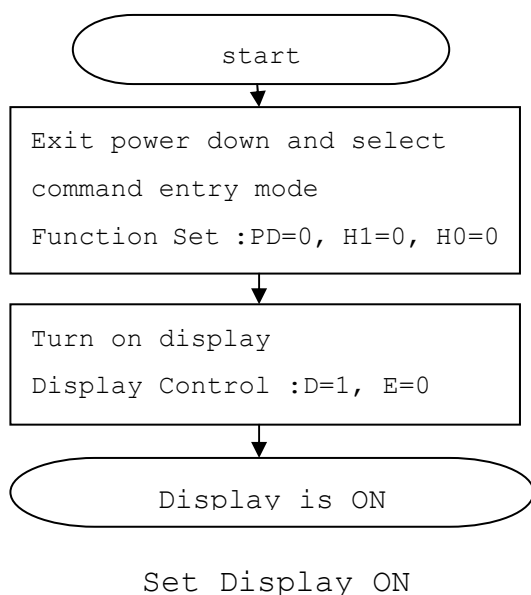 start
Exit power down and select
command entry mode
Function Set :PD=0, H1=0, H0=0
Turn on display
Display Control :D=1, E=0
Display is ON
Set Display ON